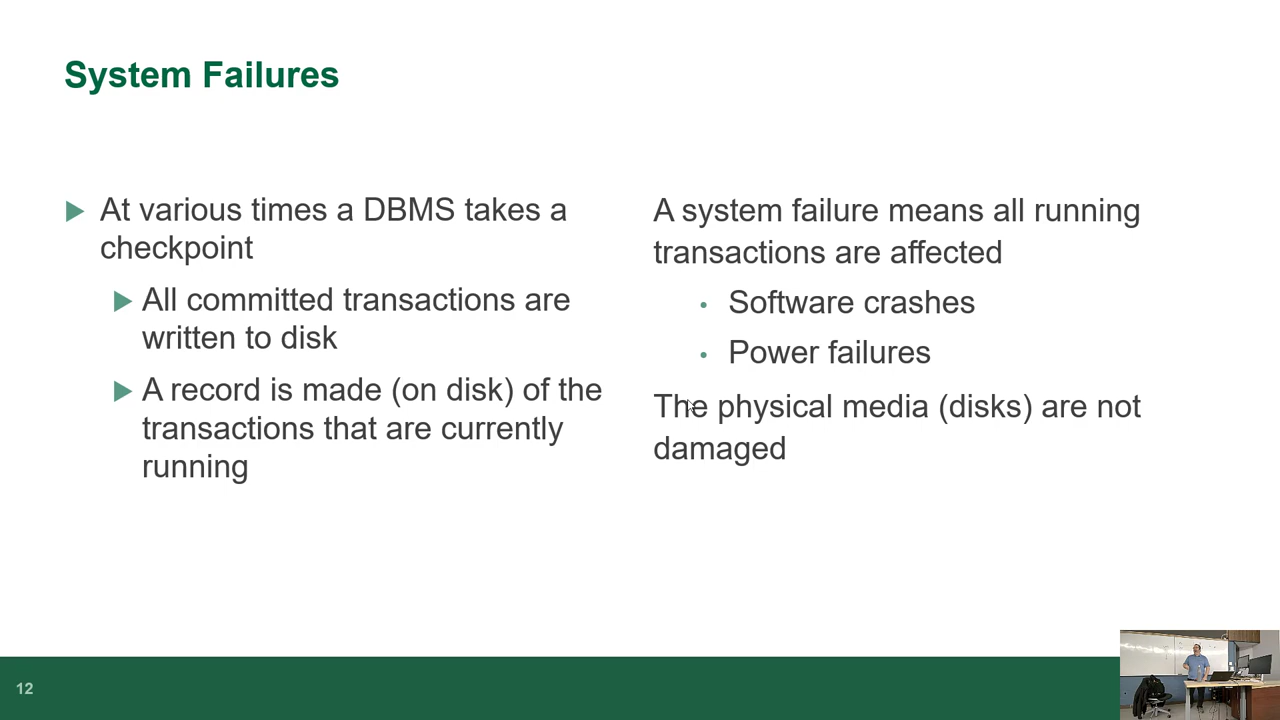 System Failures
At various times a DBMS takes a
checkpoint
All committed transactions are
written to disk
A record is made (on disk) of the
transactions that are currently
running
A system failure means all running
transactions are affected
Software crashes
Power failures
The physical media (disks) are not
damaged
12